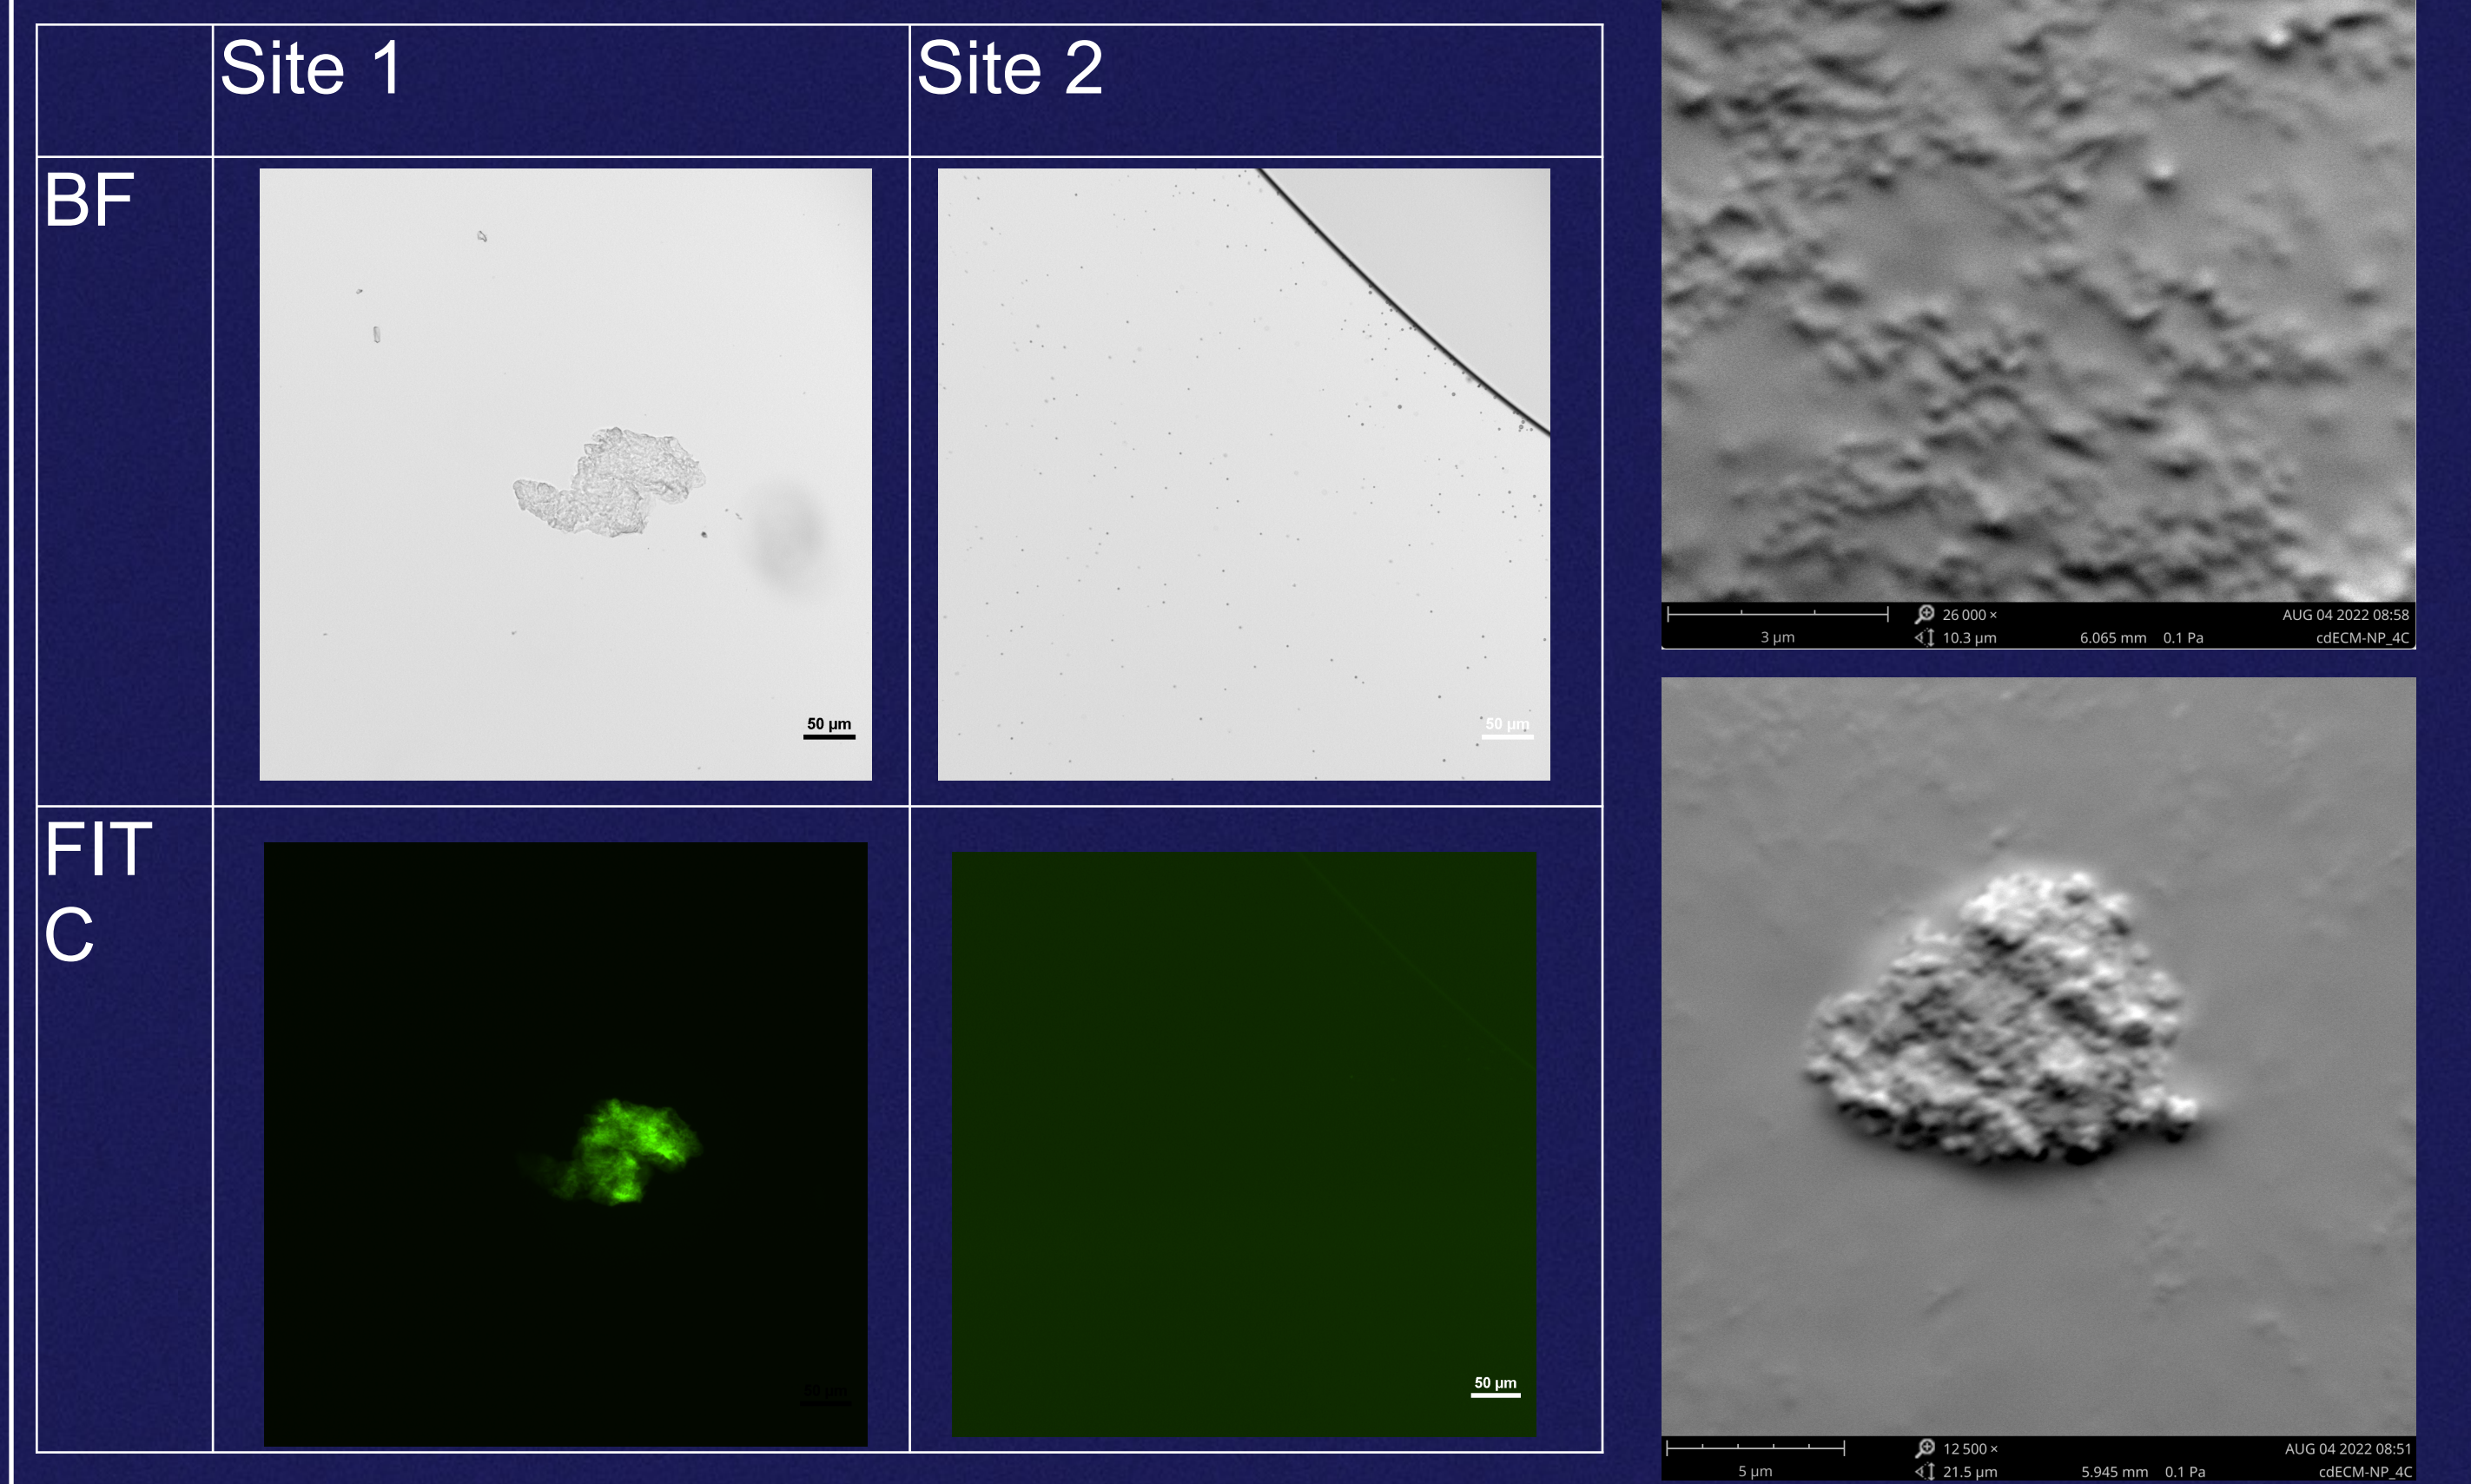 Site 1
Site 2
BF
50 µm
50 µm
FIT
C
50 µm
50 µm
3 µm
26 000 ×
10.3 µm
6.065 mm
0.1 Pa
AUG 04 2022 08:58
cdECM-NP_4C
5 µm
12 500 ×
21.5 µm
5.945 mm
0.1 Pa
AUG 04 2022 08:51
cdECM-NP_4C